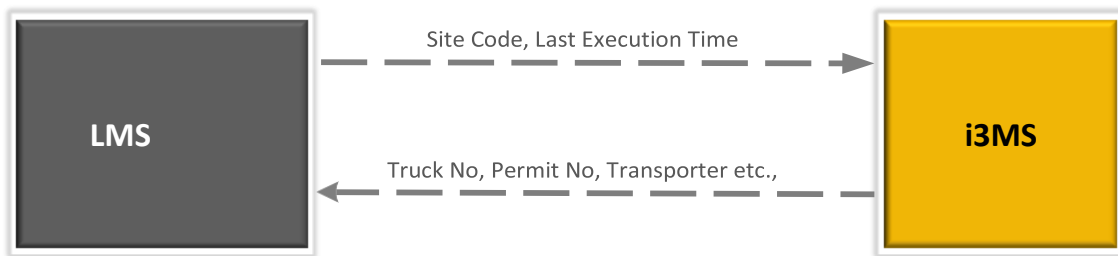 Site Code, Last Execution Time
LMS
i3MS
Truck No, Permit No, Transporter etc.,